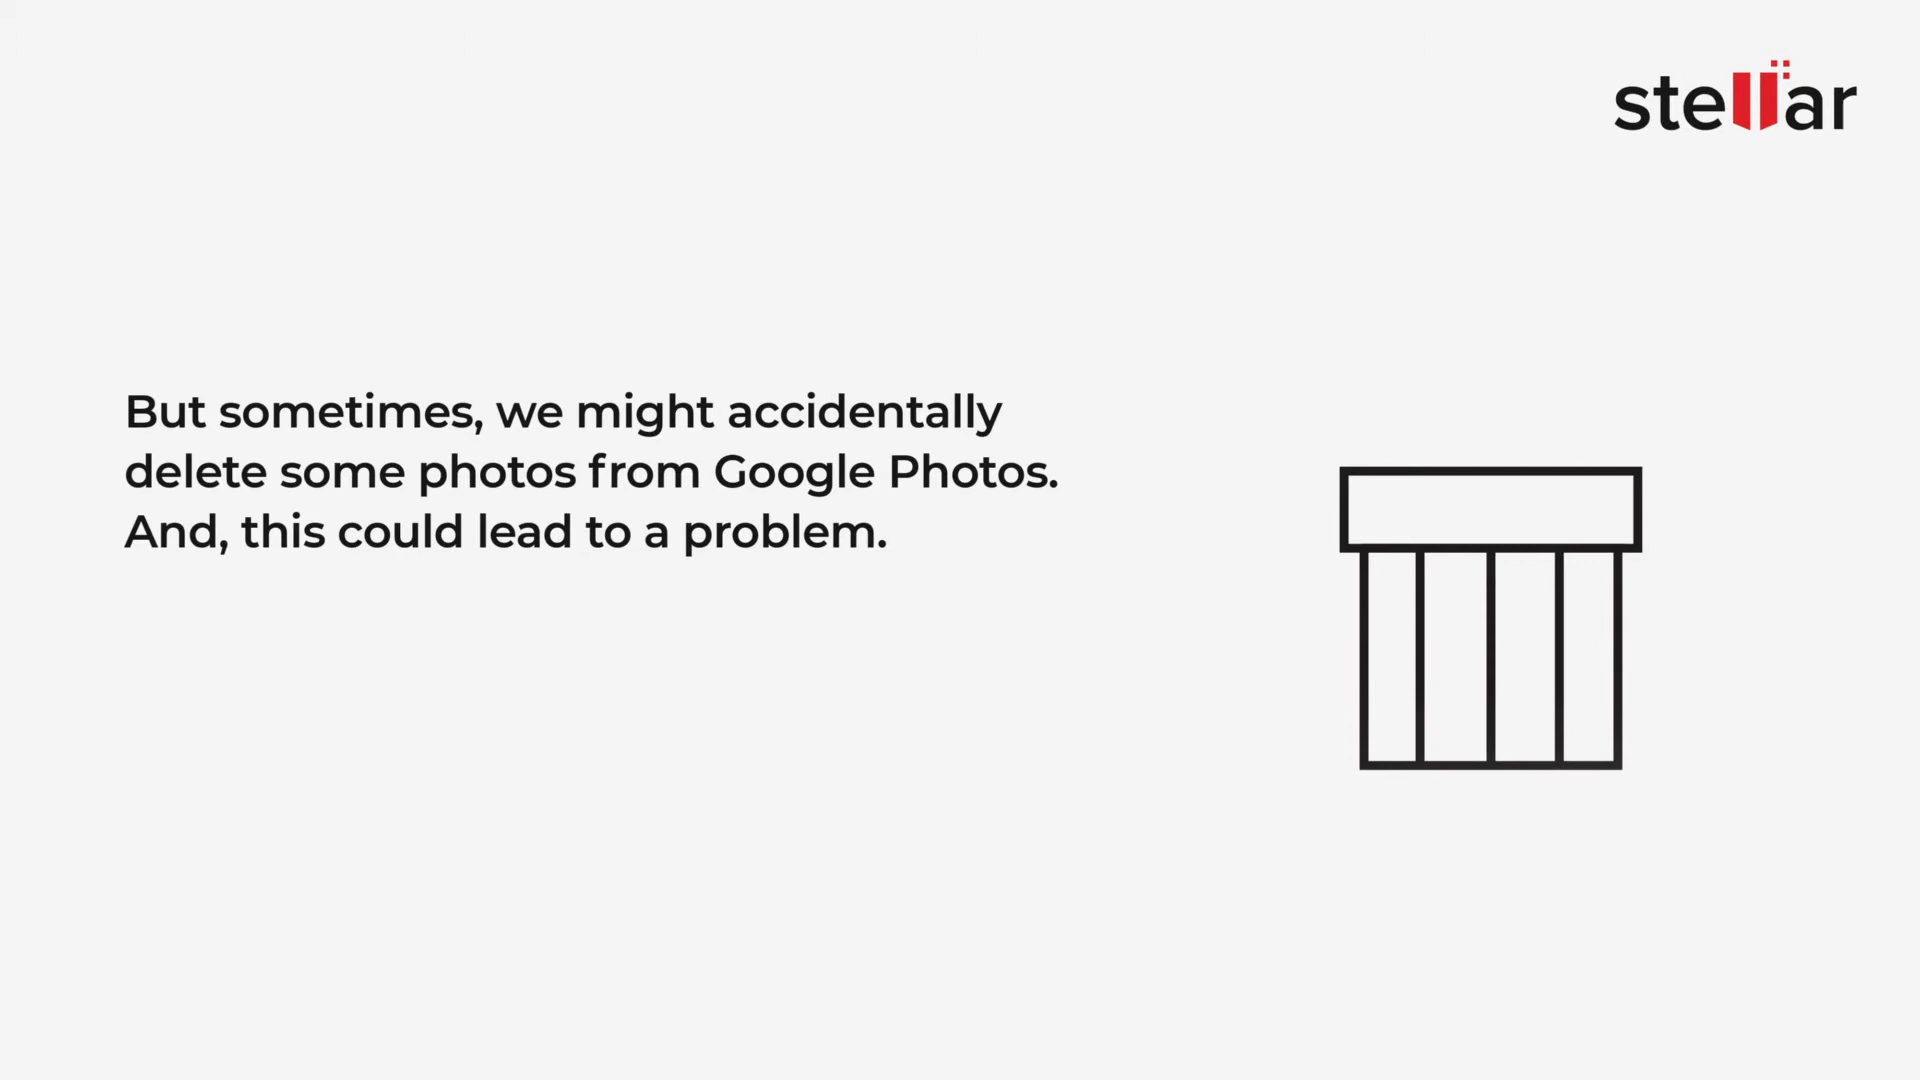 stellar
But sometimes, we might accidentally
delete some photos from Google Photos.
And, this could lead to a problem.